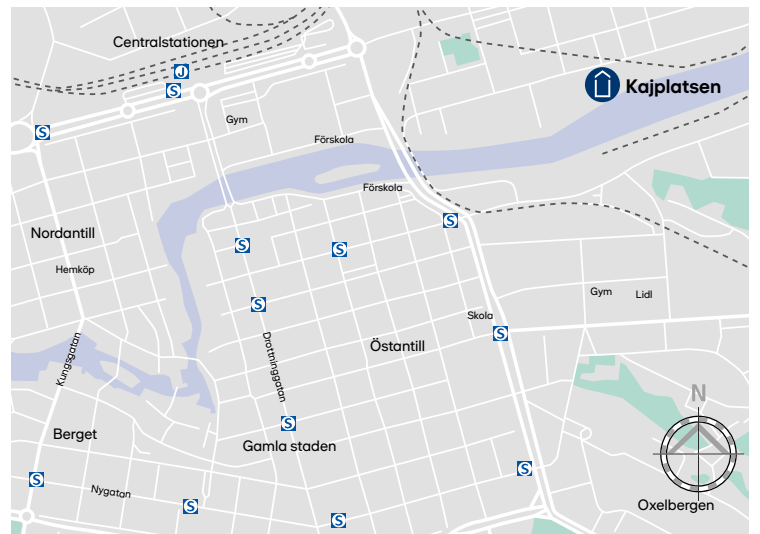 Centralstationen
J
S
Kajplatsen
S
Gym
Förskola
Förskola
S
Nordantill
S
S
Hemköp
Gym
Lidl
S
Skola
S
Kungsgatan
Drottninggatan
Östantill
N
S
Berget
Gamla staden
S
S
Nygatan
S
Oxelbergen
S